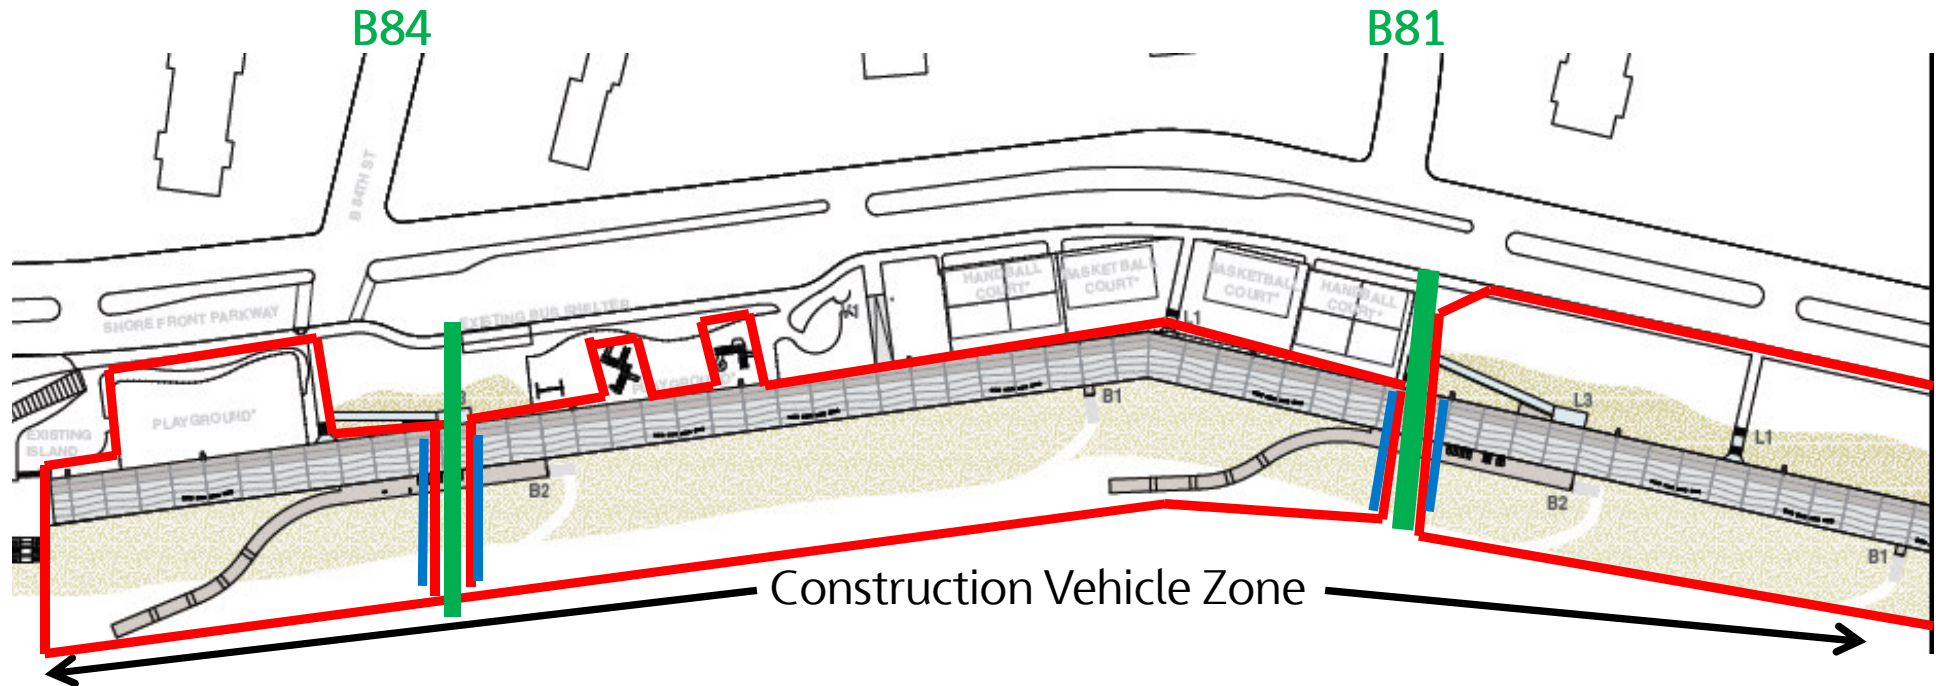 B84
B81
B 84TH ST
HANDBALL
COURT*
BASKETBALL
COURT*
BASKETBALL
COURT*
HANDBALL
COURT*
SHORE FRONT PARKWAY
EXISTING BUS SHELTER
L1
PLAYGROUND*
PLAYGROUND*
EXISTING
ISLAND
B1
L3
L1
B2
B2
B1
Construction Vehicle Zone